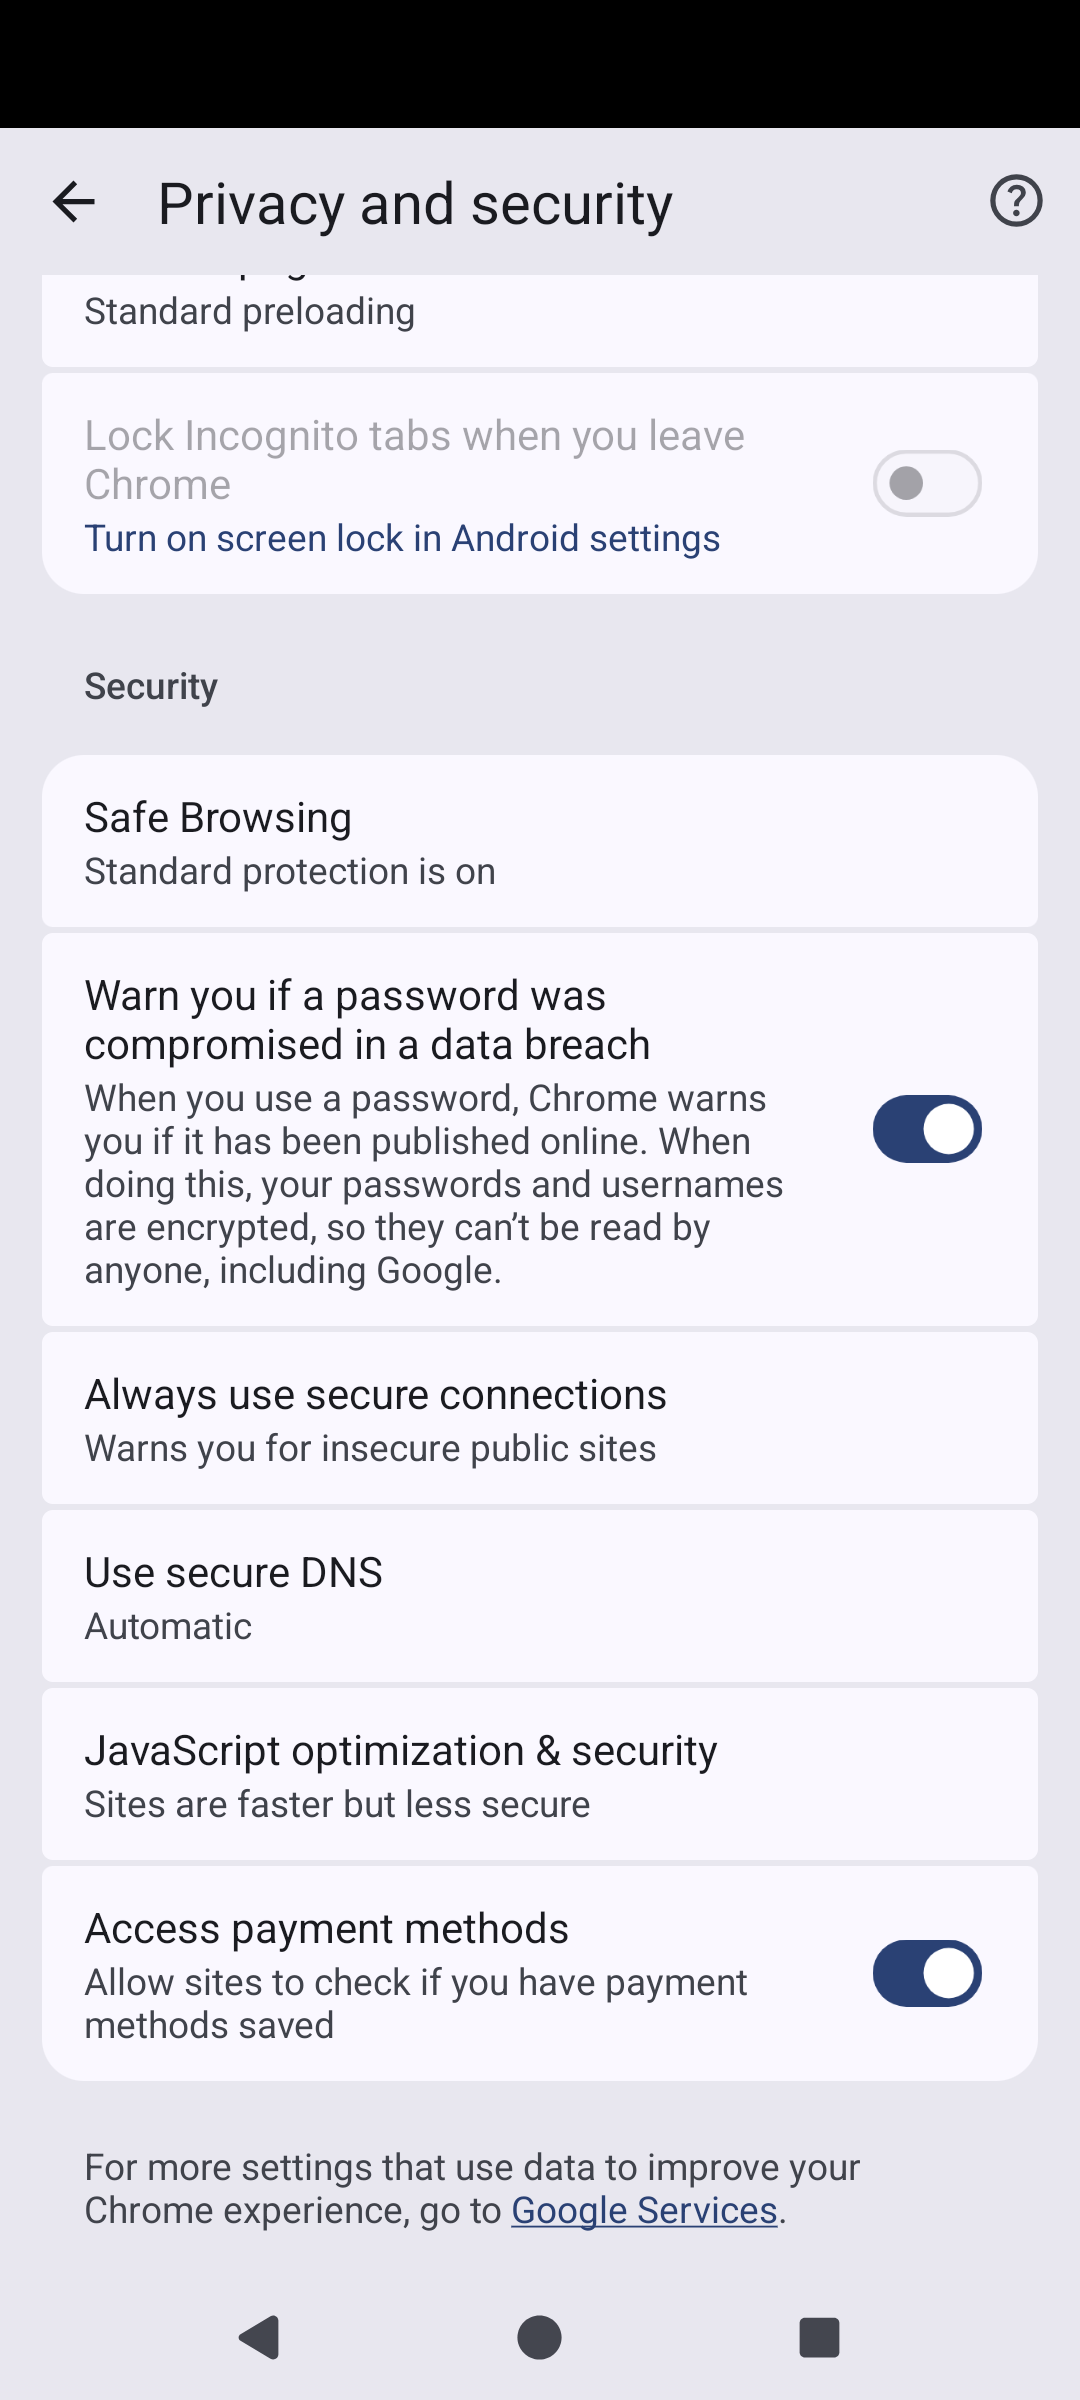 Privacy and security
Standard preloading
Lock Incognito tabs when you leave
Chrome
Turn on screen lock in Android settings
Security
Safe Browsing
Standard protection is on
Warn you if a password was
compromised in a data breach
When you use a password, Chrome warns
you if it has been published online. When
doing this, your passwords and usernames
are encrypted, so they can’t be read by
anyone, including Google.
Always use secure connections
Warns you for insecure public sites
Use secure DNS
Automatic
JavaScript optimization & security
Sites are faster but less secure
Access payment methods
Allow sites to check if you have payment
methods saved
For more settings that use data to improve your
Chrome experience, go to Google Services.